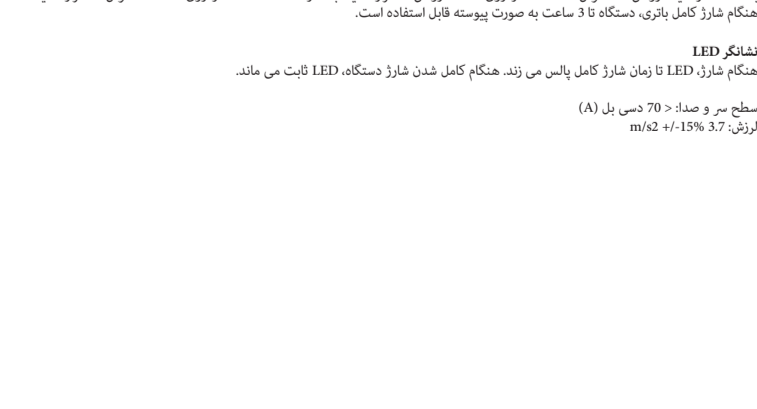 هنگام شارژ کامل باتری، دستگاه تا 3 ساعت به صورت پیوسته قابل استفاده است.
نشانگر LED
هنگام شارژ، LED تا زمان شارژ کامل پالس می زند. هنگام کامل شدن شارژ دستگاه، LED ثابت می ماند.
سطح سر و صدا: < 70 دسی بل (A)
لرزش: 3.7 m/s2 +/-15%